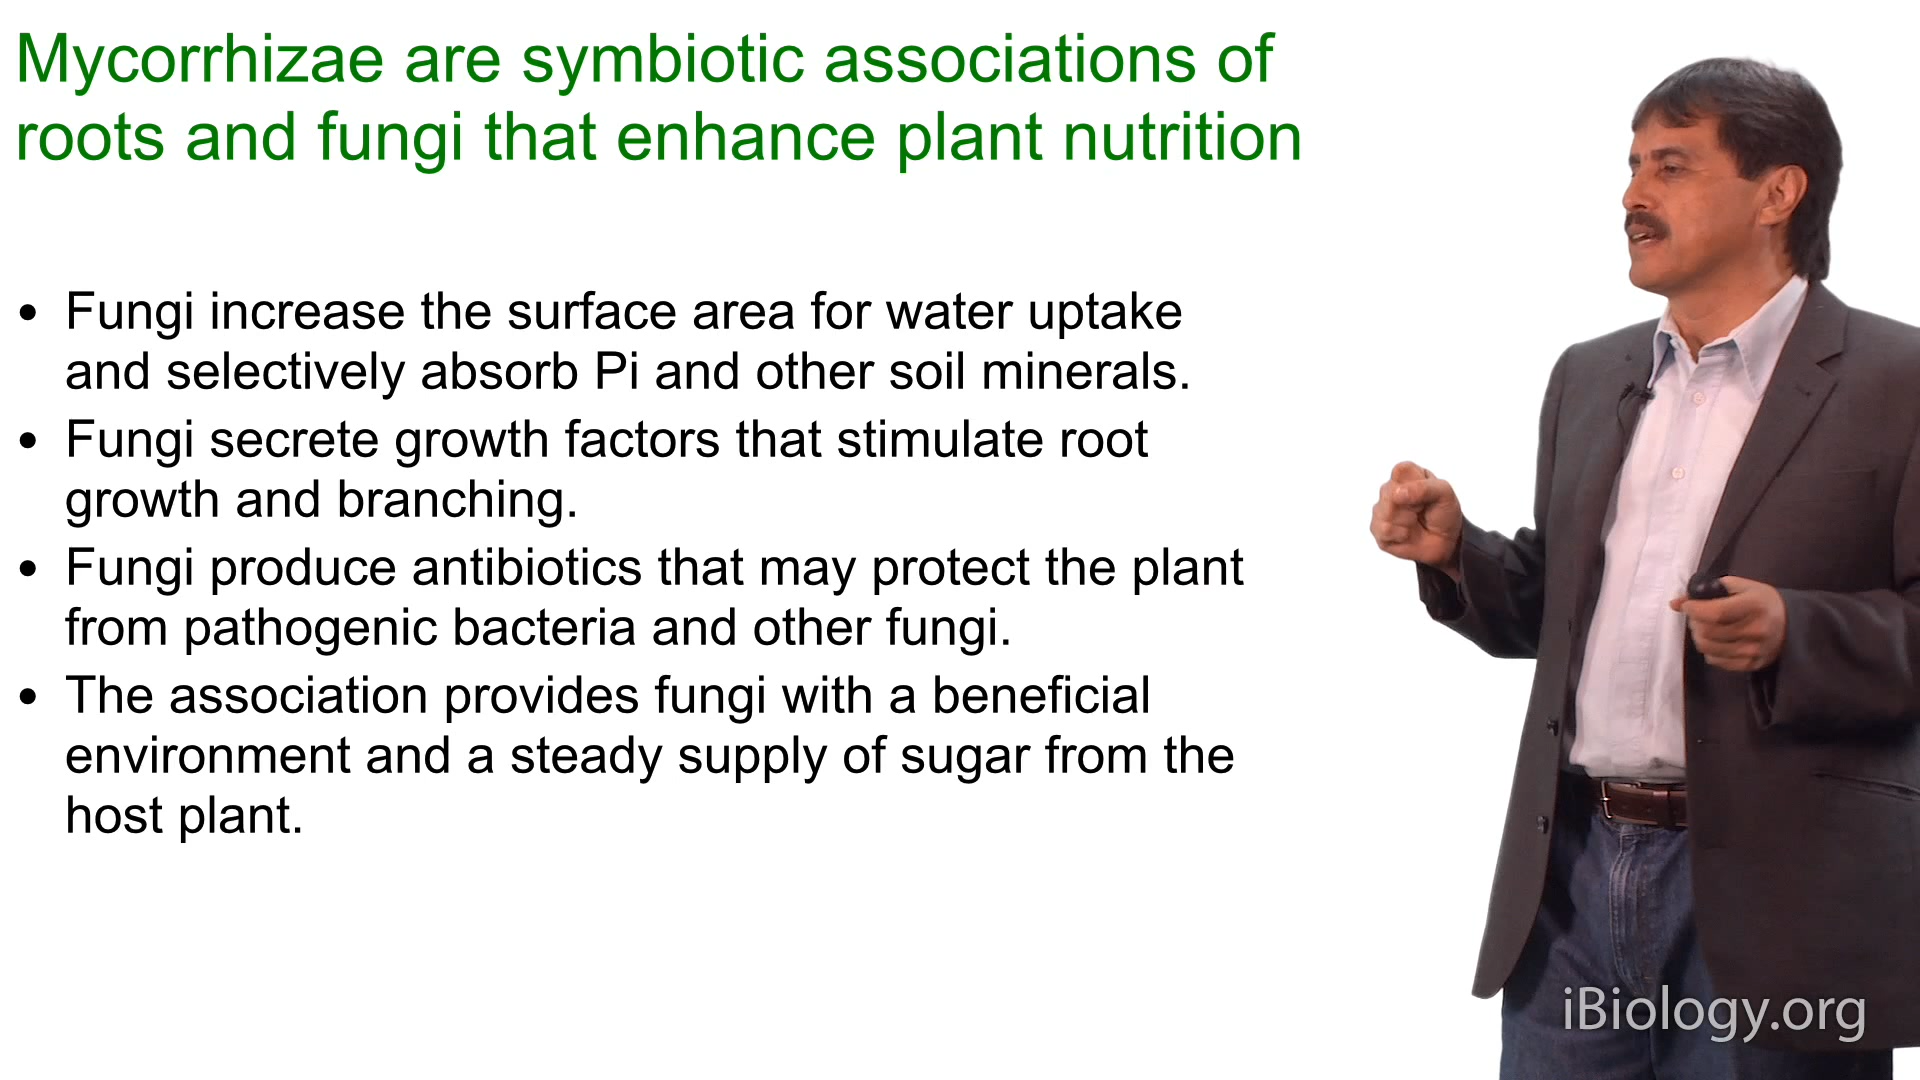 Mycorrhizae are symbiotic associations of
roots and fungi that enhance plant nutrition
• Fungi increase the surface area for water uptake
and selectively absorb Pi and other soil minerals.
• Fungi secrete growth factors that stimulate root
growth and branching.
• Fungi produce antibiotics that may protect the plant
from pathogenic bacteria and other fungi.
• The association provides fungi with a beneficial
environment and a steady supply of sugar from the
host plant.
iBiology.org